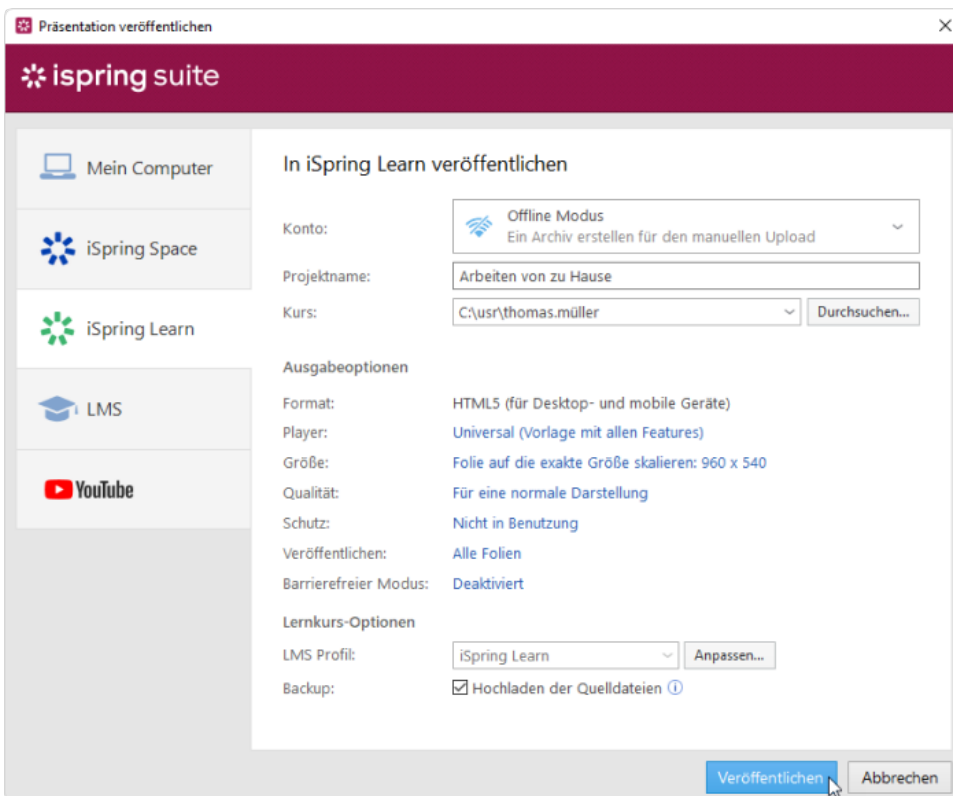 Präsentation veröffentlichen
ispring suite
Mein Computer
iSpring Space
iSpring Learn
LMS
YouTube
In iSpring Learn veröffentlichen
Konto:
Offline Modus
Ein Archiv erstellen für den manuellen Upload
Projektname:
Arbeiten von zu Hause
Kurs:
C:\usr\thomas.müller
Durchsuchen...
Ausgabeoptionen
Format:
HTML5 (für Desktop- und mobile Geräte)
Player:
Universal (Vorlage mit allen Features)
Größe:
Folie auf die exakte Größe skalieren: 960 x 540
Qualität:
Für eine normale Darstellung
Schutz:
Nicht in Benutzung
Veröffentlichen:
Alle Folien
Barrierefreier Modus:
Deaktiviert
Lernkurs-Optionen
LMS Profil:
iSpring Learn
Anpassen...
Backup:
Hochladen der Quelldateien
Veröffentlichen
Abbrechen